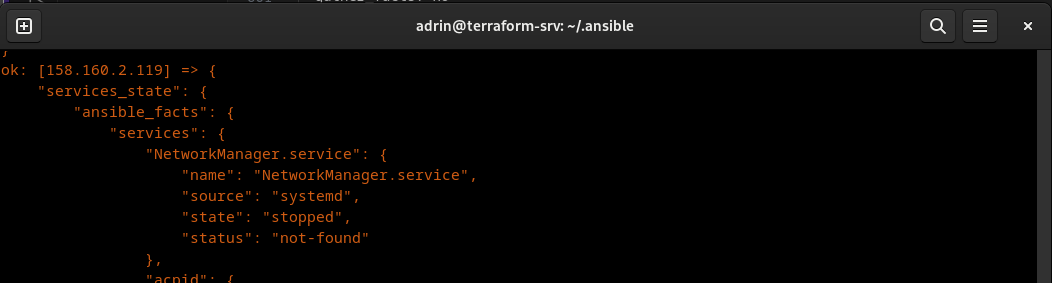 adrin@terraform-srv: ~/.ansible
}
ok: [158.160.2.119] => {
"services_state": {
"ansible_facts": {
"services": {
"NetworkManager.service": {
"name": "NetworkManager.service",
"source": "systemd",
"state": "stopped",
"status": "not-found"
},
"acpid": {